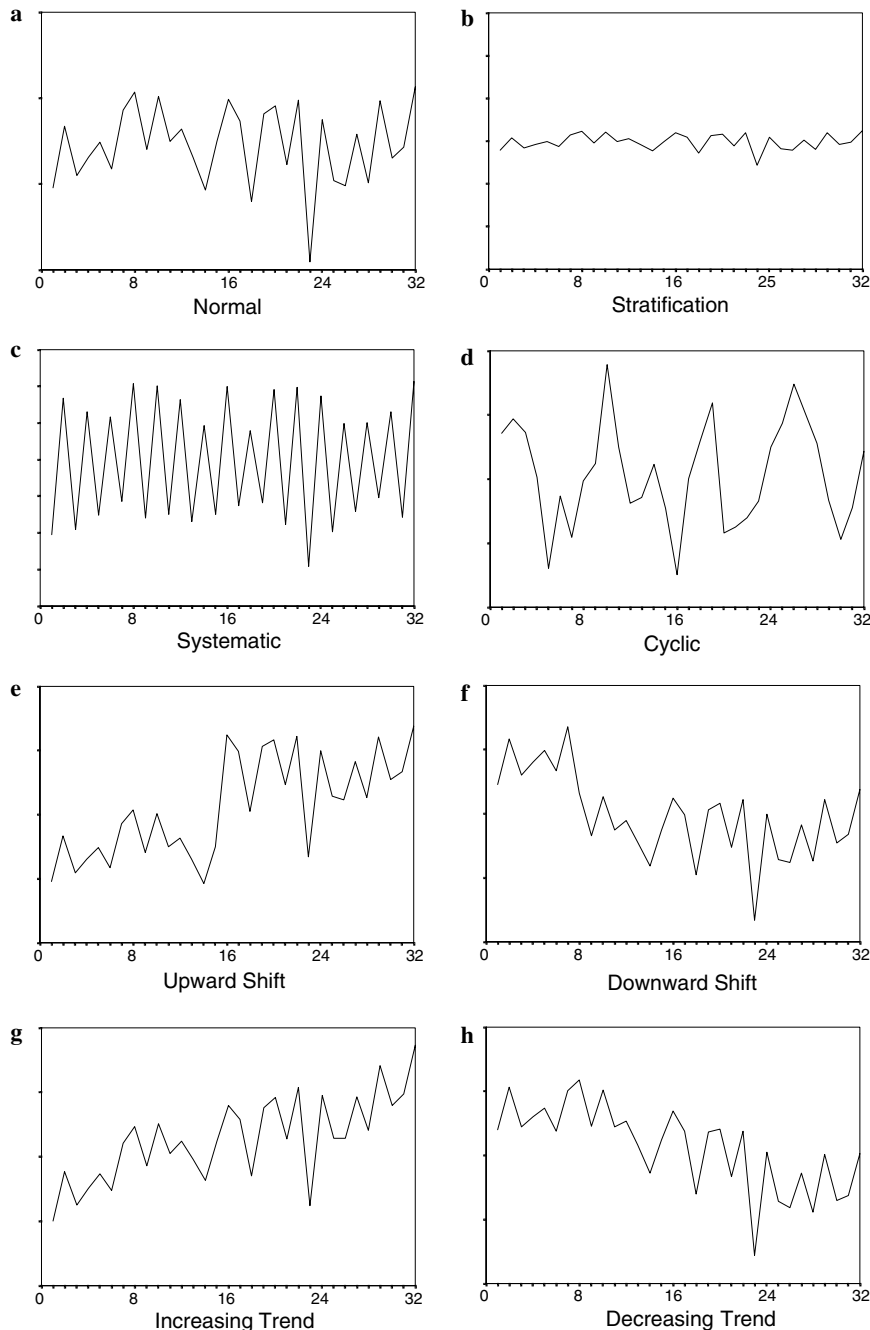 a
0 8 16 24 32
Normal
b
0 8 16 25 32
Stratification
c
0 8 16 24 32
Systematic
d
0 8 16 24 32
Cyclic
e
0 8 16 24 32
Upward Shift
f
0 8 16 24 32
Downward Shift
g
0 8 16 24 32
Increasing Trend
h
0 8 16 24 32
Decreasing Trend